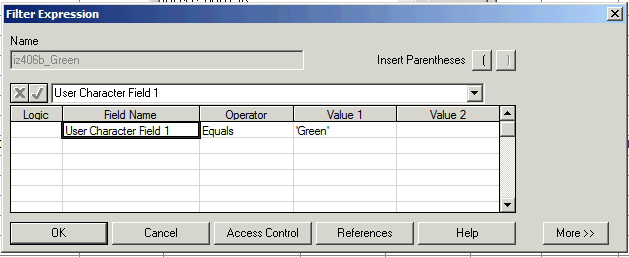 Filter Expression
Name
iz406b_Green
Insert Parentheses ( )
User Character Field 1
Logic Field Name Operator Value 1 Value 2
User Character Field 1 Equals 'Green'
OK Cancel Access Control References Help More >>